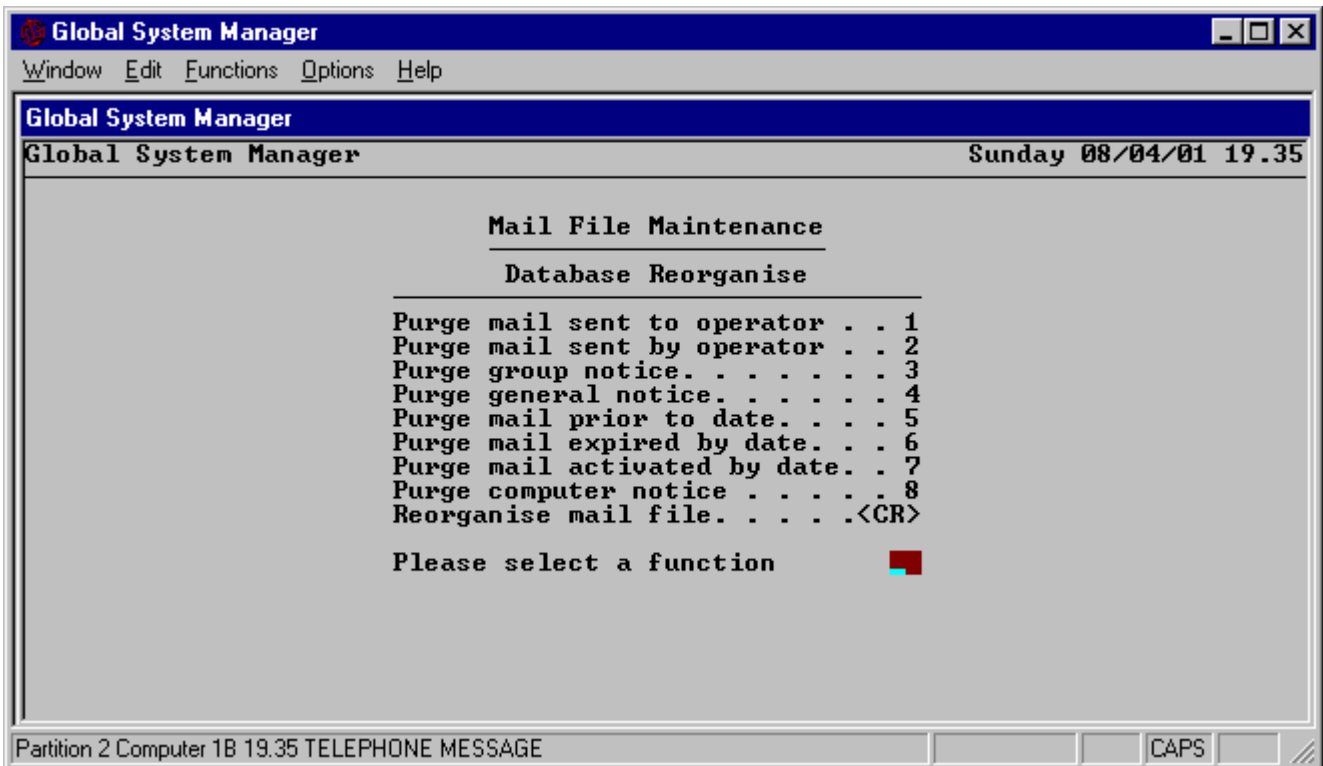 Global System Manager
Window Edit Functions Options Help
Global System Manager
Global System Manager Sunday 08/04/01 19.35
Mail File Maintenance
Database Reorganise
Purge mail sent to operator . . 1
Purge mail sent by operator . . 2
Purge group notice. . . . . . . 3
Purge general notice. . . . . . 4
Purge mail prior to date. . . . 5
Purge mail expired by date. . . 6
Purge mail activated by date. . 7
Purge computer notice . . . . . 8
Reorganise mail file. . . . . .<CR>
Please select a function
Partition 2 Computer 1B 19.35 TELEPHONE MESSAGE CAPS